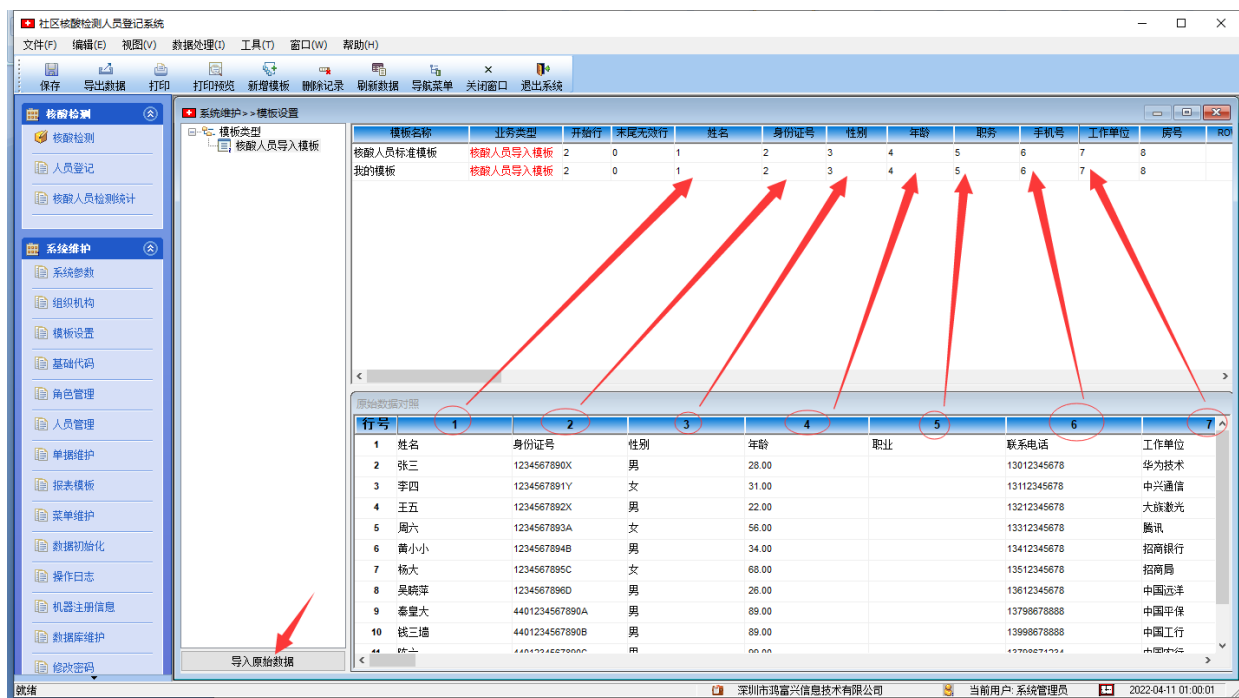 社区核酸检测人员登记系统
文件(F) 编辑(E) 视图(V) 数据处理(I) 工具(T) 窗口(W) 帮助(H)
保存 导出数据 打印 打印预览 新增模板 删除记录 刷新数据 导航菜单 关闭窗口 退出系统
核酸检测
核酸检测
人员登记
核酸人员检测统计
系统维护
系统参数
组织机构
模板设置
基础代码
角色管理
人员管理
单据维护
报表模板
菜单维护
数据初始化
操作日志
机器注册信息
数据库维护
修改密码
系统维护>>模板设置
模板类型
核酸人员导入模板
导入原始数据
模板名称 业务类型 开始行 末尾无效行 姓名 身份证号 性别 年龄 职务 手机号 工作单位 房号
核酸人员标准模板 核酸人员导入模板 2 0 1 2 3 4 5 6 7 8
我的模板 核酸人员导入模板 2 0 1 2 3 4 5 6 7 8
原始数据对照
行号 1 2 3 4 5 6 7
1 姓名 身份证号 性别 年龄 职业 联系电话 工作单位
2 张三 1234567890X 男 28.00 13012345678 华为技术
3 李四 1234567891Y 女 31.00 13112345678 中兴通信
4 王五 1234567892X 男 22.00 13212345678 大族激光
5 周六 1234567893A 女 56.00 13312345678 腾讯
6 黄小小 1234567894B 男 34.00 13412345678 招商银行
7 杨大 1234567895C 女 68.00 13512345678 招商局
8 吴晓萍 1234567896D 男 26.00 13612345678 中国远洋
9 秦皇大 4401234567890A 男 89.00 13798678888 中国平保
10 钱三墙 4401234567890B 男 89.00 13998678888 中国工行
就绪 深圳市鸿富兴信息技术有限公司 当前用户: 系统管理员 2022-04-11 01:00:01